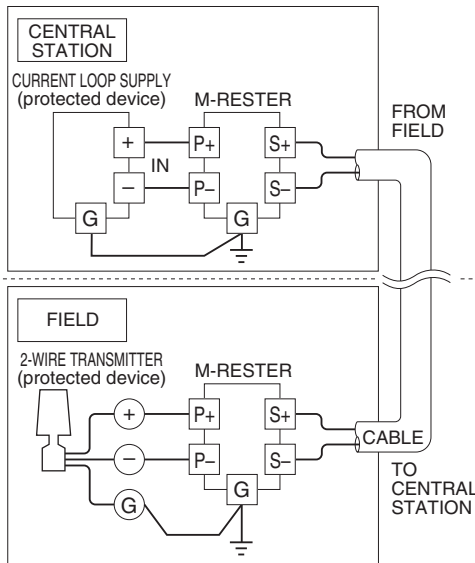 CENTRAL
STATION
CURRENT LOOP SUPPLY
(protected device)
M-RESTER
FROM
FIELD
+
P+
S+
IN
–
P–
S–
G
G
FIELD
2-WIRE TRANSMITTER
(protected device)
M-RESTER
+
P+
S+
CABLE
–
P–
S–
G
G
TO
CENTRAL
STATION